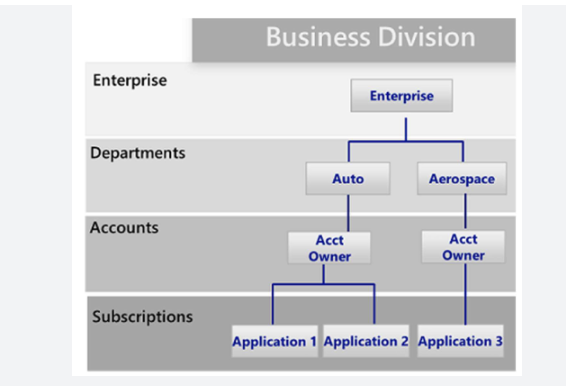 Business Division
Enterprise
Enterprise
Departments
Auto
Aerospace
Accounts
Acct
Owner
Acct
Owner
Subscriptions
Application 1
Application 2
Application 3